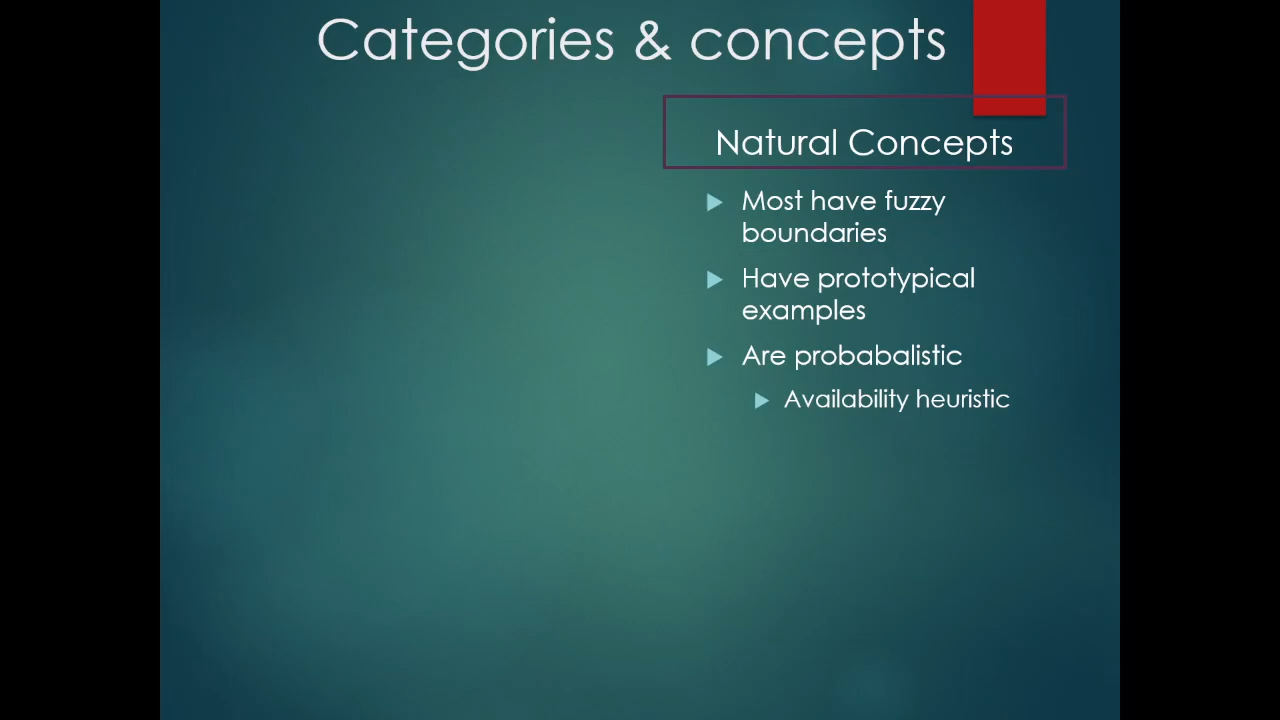 Categories & concepts
Natural Concepts
Most have fuzzy
boundaries
Have prototypical
examples
Are probabalistic
Availability heuristic